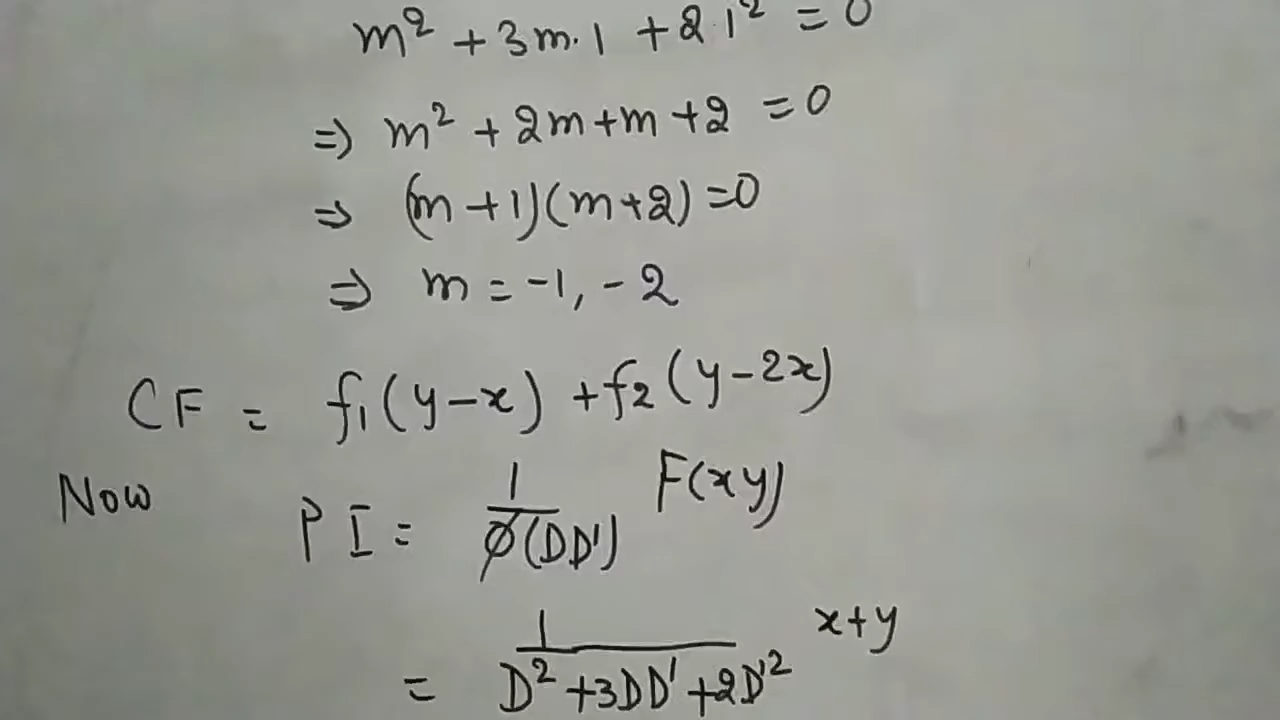 m² + 3m.1 + 2.1² = 0
⇒ m² + 2m + m + 2 = 0
⇒ (m + 1)(m + 2) = 0
⇒ m = -1, -2
CF = f₁(y - x) + f₂(y - 2x)
Now PI = 1/ϕ(DD') F(xy)
= 1/(D² + 3DD' + 2D'²) x + y